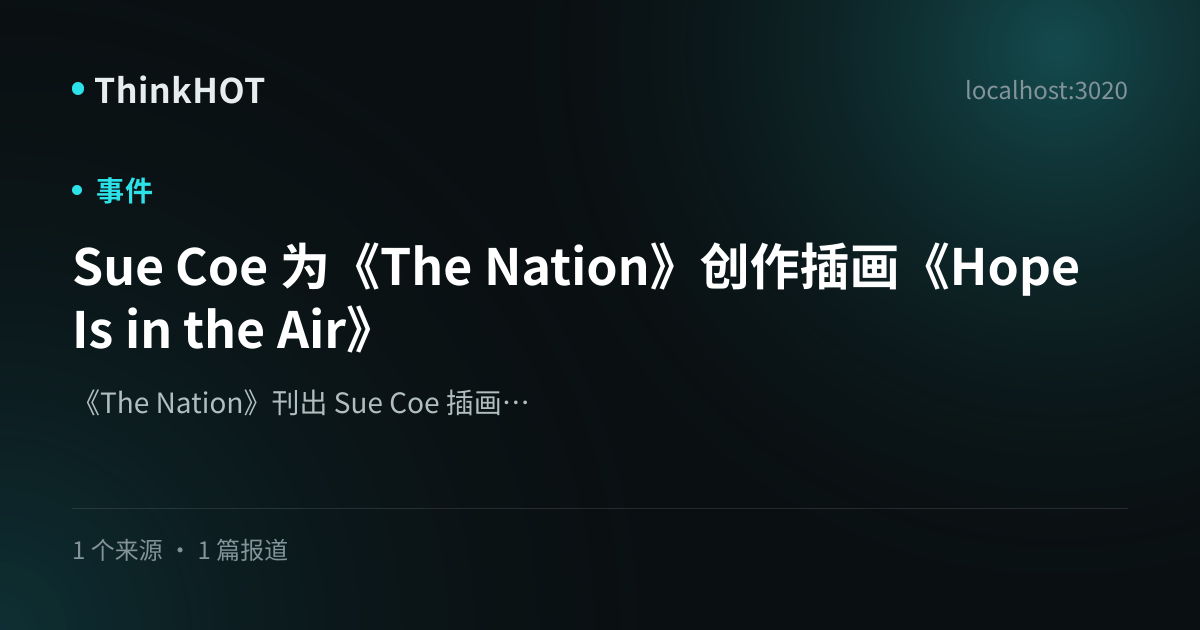 ThinkHOT
localhost:3020
事件
Sue Coe 为《The Nation》创作插画《Hope
Is in the Air》
《The Nation》刊出 Sue Coe 插画…
1 个来源 · 1 篇报道